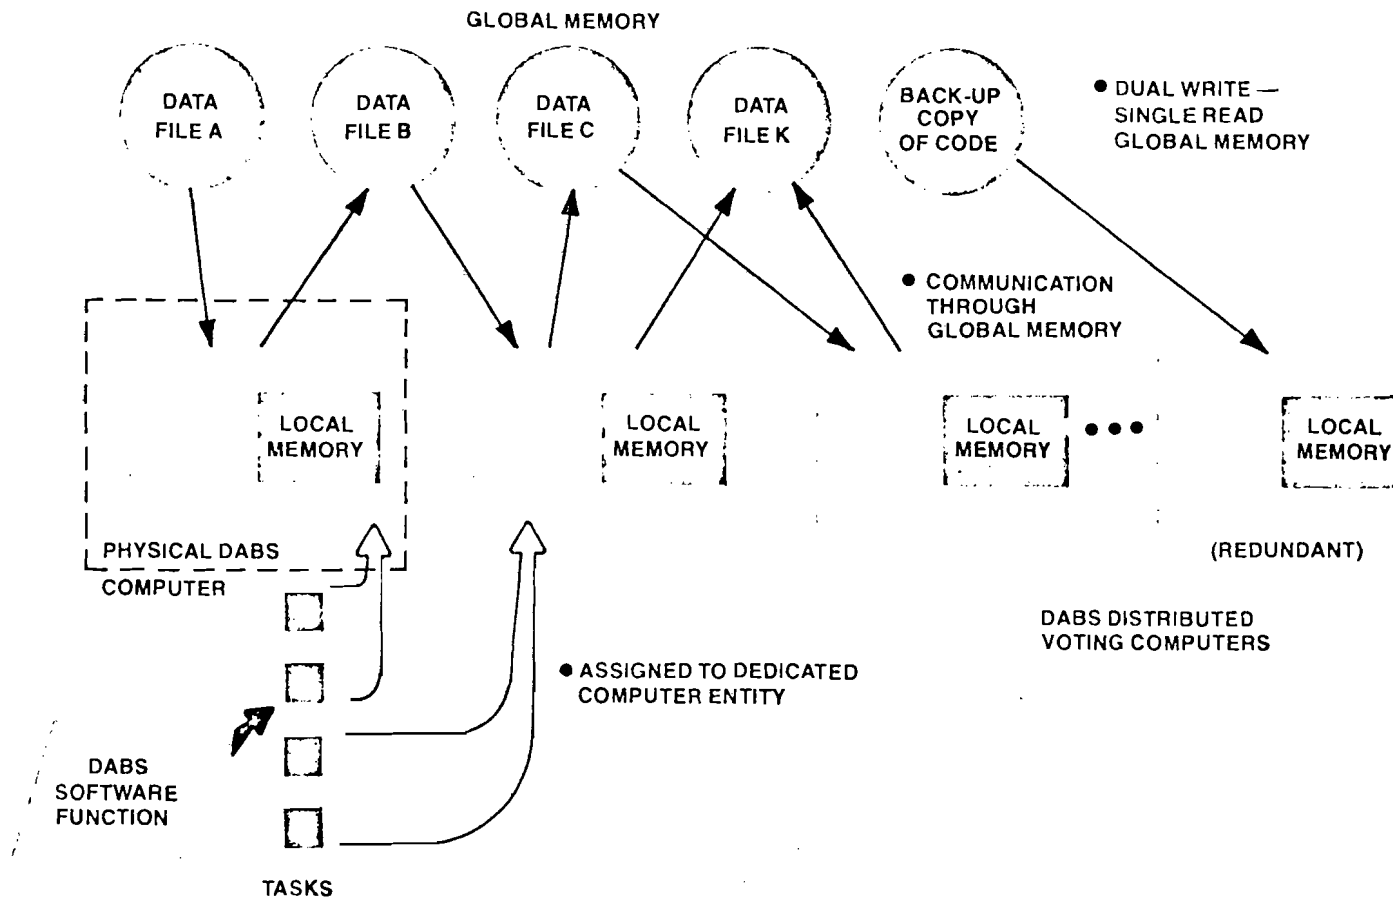 GLOBAL MEMORY
DATA
FILE A
DATA
FILE B
DATA
FILE C
DATA
FILE K
BACK-UP
COPY
OF CODE
● DUAL WRITE —
SINGLE READ
GLOBAL MEMORY
● COMMUNICATION
THROUGH
GLOBAL MEMORY
LOCAL
MEMORY
LOCAL
MEMORY
LOCAL
MEMORY
● ● ●
LOCAL
MEMORY
PHYSICAL DABS
COMPUTER
(REDUNDANT)
DABS DISTRIBUTED
VOTING COMPUTERS
● ASSIGNED TO DEDICATED
COMPUTER ENTITY
DABS
SOFTWARE
FUNCTION
TASKS